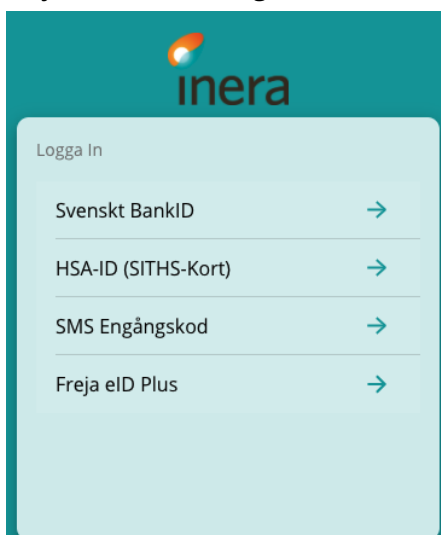 inera
Logga In
Svenskt BankID
HSA-ID (SITHS-Kort)
SMS Engångskod
Freja eID Plus